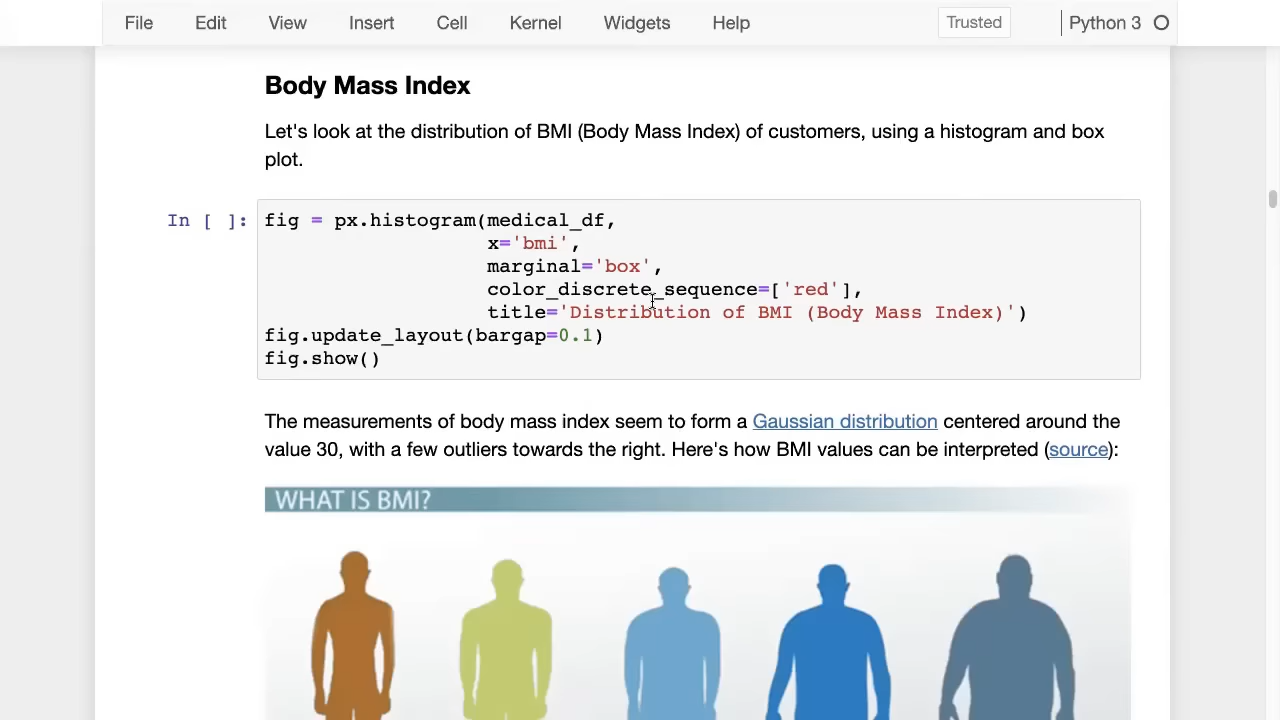 File Edit View Insert Cell Kernel Widgets Help Trusted Python 3
Body Mass Index
Let's look at the distribution of BMI (Body Mass Index) of customers, using a histogram and box
plot.
In [ ]: fig = px.histogram(medical_df,
x='bmi',
marginal='box',
color_discrete_sequence=['red'],
title='Distribution of BMI (Body Mass Index)')
fig.update_layout(bargap=0.1)
fig.show()
The measurements of body mass index seem to form a Gaussian distribution centered around the
value 30, with a few outliers towards the right. Here's how BMI values can be interpreted (source):
WHAT IS BMI?